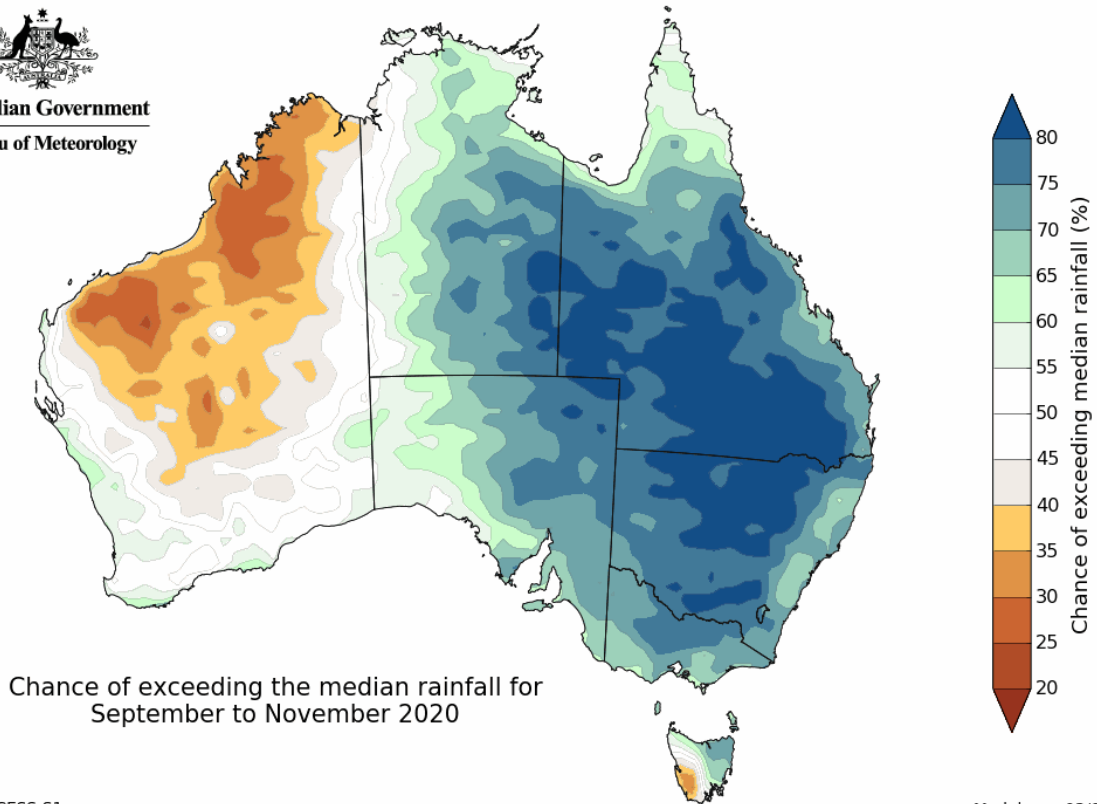 AUSTRALIA
lian Government
u of Meteorology
80
75
70
65
60
55
50
45
40
35
30
25
20
Chance of exceeding median rainfall (%)
Chance of exceeding the median rainfall for
September to November 2020